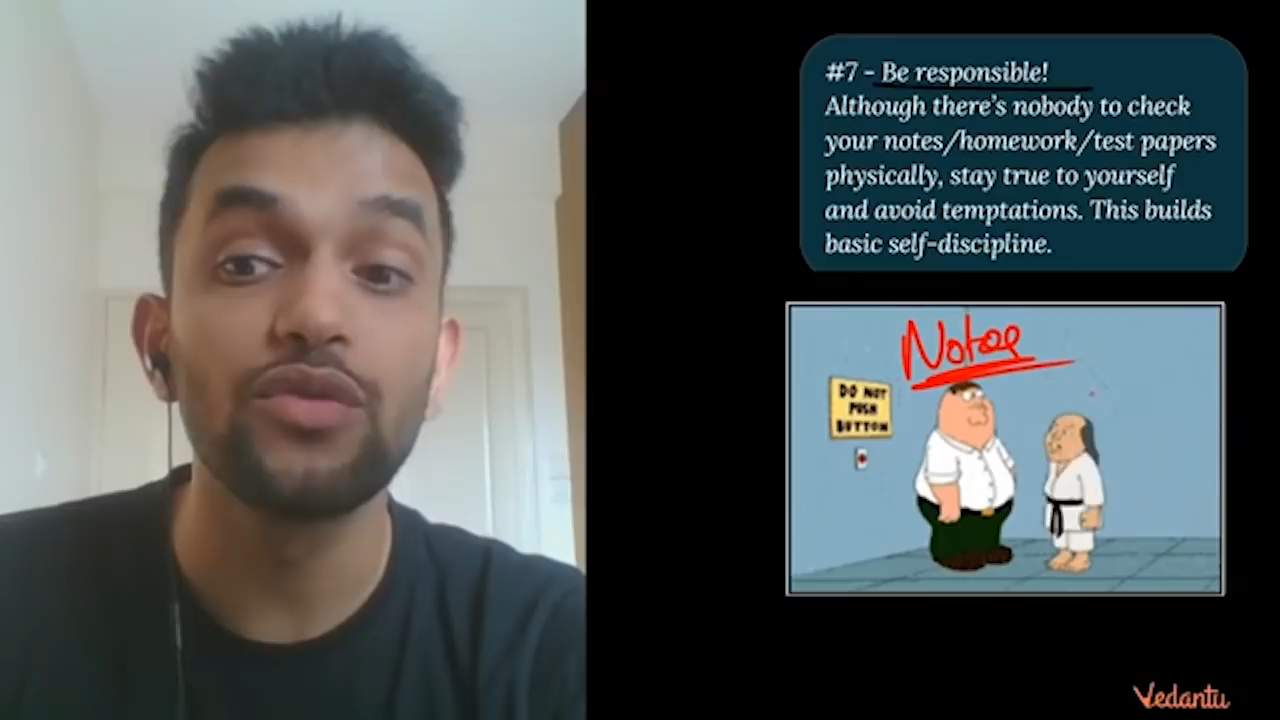 #7 - Be responsible!
Although there's nobody to check
your notes/homework/test papers
physically, stay true to yourself
and avoid temptations. This builds
basic self-discipline.
Notes
DO NOT
PUSH
BUTTON
Vedantu